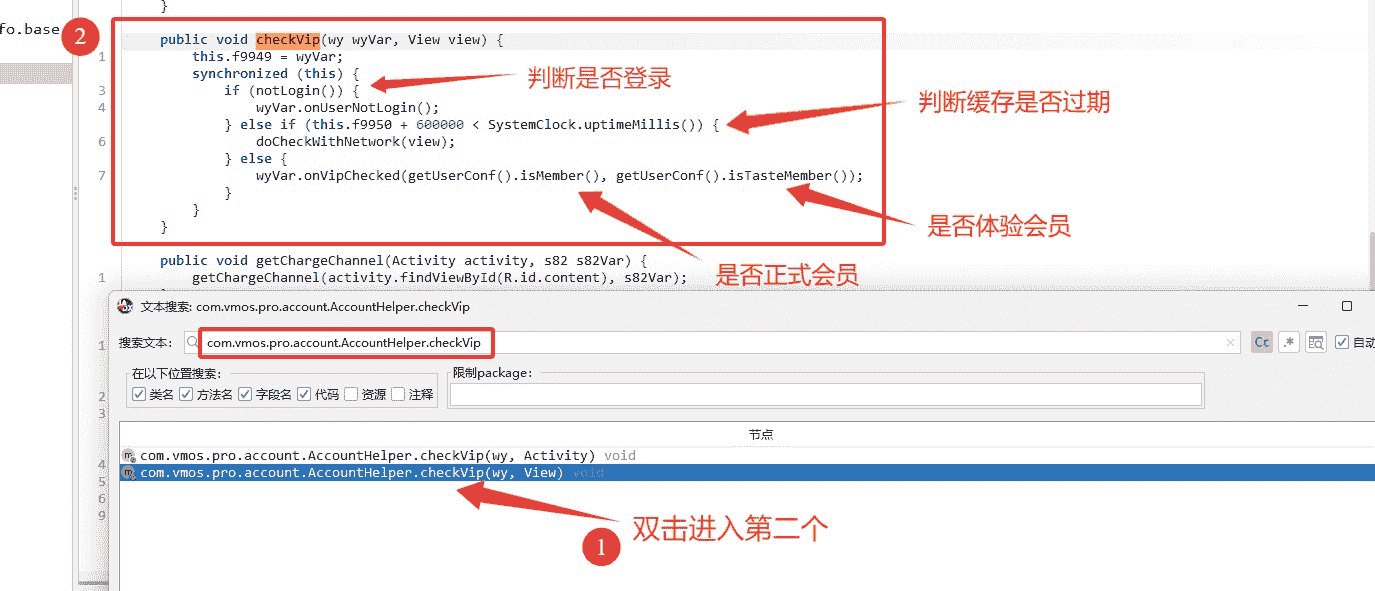 }
fo.base
2
public void checkVip(wy wyVar, View view) {
1 this.f9949 = wyVar;
synchronized (this) {
判断是否登录
3 if (notLogin()) {
4 wyVar.onUserNotLogin();
判断缓存是否过期
} else if (this.f9950 + 600000 < SystemClock.uptimeMillis()) {
6 doCheckWithNetwork(view);
} else {
7 wyVar.onVipChecked(getUserConf().isMember(), getUserConf().isTasteMember());
}
}
}
是否体验会员
public void getChargeChannel(Activity activity, s82 s82Var) {
是否正式会员
1 getChargeChannel(activity.findViewById(R.id.content), s82Var);
文本搜索: com.vmos.pro.account.AccountHelper.checkVip
1
搜索文本: com.vmos.pro.account.AccountHelper.checkVip Cc .* 自动
在以下位置搜索: 限制package:
2 类名 方法名 字段名 代码 资源 注释
3
节点
4 com.vmos.pro.account.AccountHelper.checkVip(wy, Activity) void
5 com.vmos.pro.account.AccountHelper.checkVip(wy, View) void
6
9
双击进入第二个
1